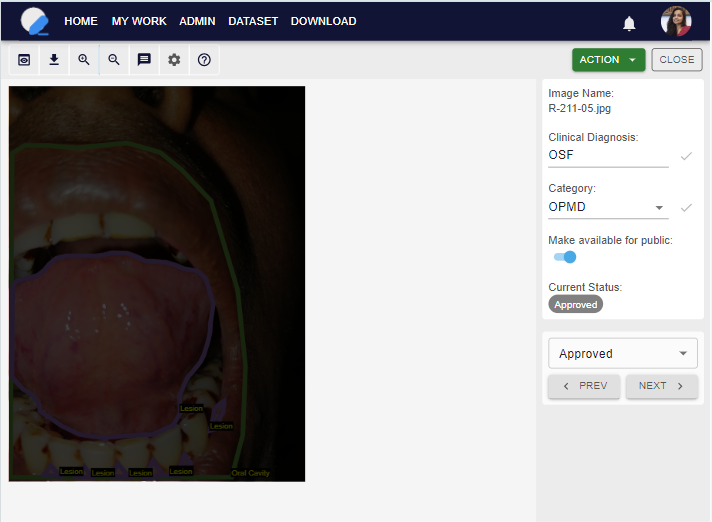 HOME MY WORK ADMIN DATASET DOWNLOAD
ACTION CLOSE
Image Name:
R-211-05.jpg
Clinical Diagnosis:
OSF
Category:
OPMD
Make available for public:
Current Status:
Approved
Approved
PREV NEXT
Lesion
Lesion
Lesion Lesion Lesion Lesion Oral Cavity